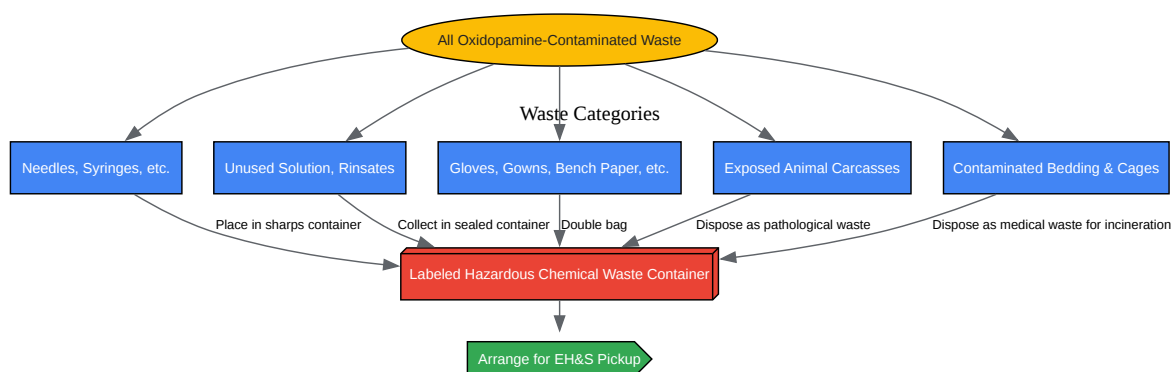 All Oxidopamine-Contaminated Waste
Waste Categories
Needles, Syringes, etc.
Unused Solution, Rinsates
Gloves, Gowns, Bench Paper, etc.
Exposed Animal Carcasses
Contaminated Bedding & Cages
Place in sharps container
Collect in sealed container
Double bag
Dispose as pathological waste
Dispose as medical waste for incineration
Labeled Hazardous Chemical Waste Container
Arrange for EH&S Pickup